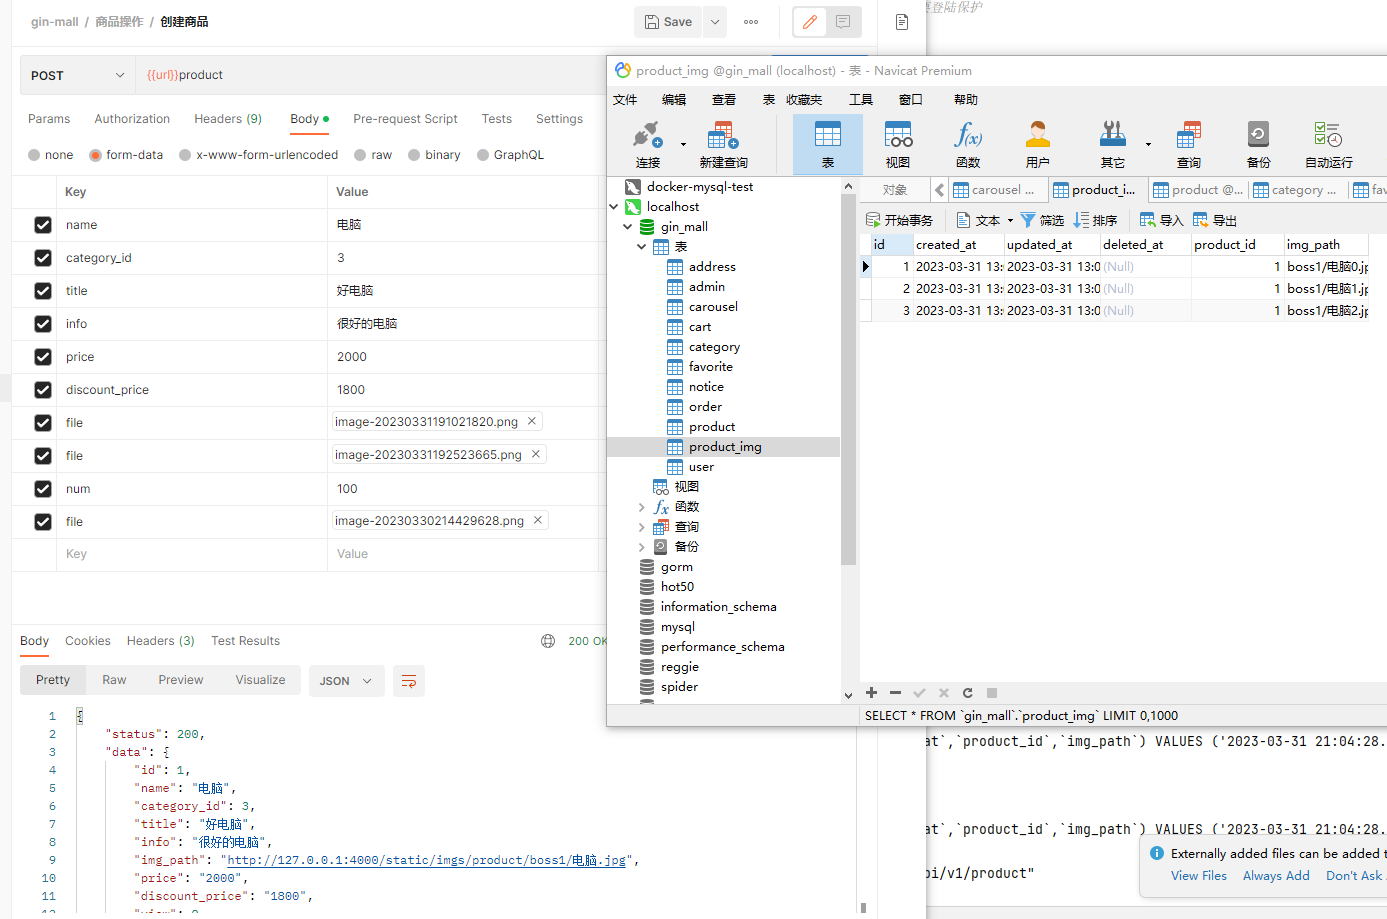 gin-mall / 商品操作 / 创建商品
Save
POST
{{url}}product
Params Authorization Headers (9) Body Pre-request Script Tests Settings
none form-data x-www-form-urlencoded raw binary GraphQL
Key Value
name 电脑
category_id 3
title 好电脑
info 很好的电脑
price 2000
discount_price 1800
file image-20230331191021820.png
file image-20230331192523665.png
num 100
file image-20230330214429628.png
Key Value
Body Cookies Headers (3) Test Results 200 OK
Pretty Raw Preview Visualize JSON
1 {
2 "status": 200,
3 "data": {
4 "id": 1,
5 "name": "电脑",
6 "category_id": 3,
7 "title": "好电脑",
8 "info": "很好的电脑",
9 "img_path": "http://127.0.0.1:4000/static/imgs/product/boss1/电脑.jpg",
10 "price": "2000",
11 "discount_price": "1800",
登陆保护
product_img @gin_mall (localhost) - 表 - Navicat Premium
文件 编辑 查看 表 收藏夹 工具 窗口 帮助
连接 新建查询 表 视图 函数 用户 其它 查询 备份 自动运行
docker-mysql-test
localhost
gin_mall
表
address
admin
carousel
cart
category
favorite
notice
order
product
product_img
user
视图
函数
查询
备份
gorm
hot50
information_schema
mysql
performance_schema
reggie
spider
对象 carousel ... product_i... product @... category ... fav
开始事务 文本 筛选 排序 导入 导出
id created_at updated_at deleted_at product_id img_path
1 2023-03-31 13:0 2023-03-31 13:0 (Null) 1 boss1/电脑0.jp
2 2023-03-31 13:0 2023-03-31 13:0 (Null) 1 boss1/电脑1.jp
3 2023-03-31 13:0 2023-03-31 13:0 (Null) 1 boss1/电脑2.jp
SELECT * FROM `gin_mall`.`product_img` LIMIT 0,1000
at`,`product_id`,`img_path`) VALUES ('2023-03-31 21:04:28.
at`,`product_id`,`img_path`) VALUES ('2023-03-31 21:04:28.
pi/v1/product"
Externally added files can be added t
View Files Always Add Don't Ask